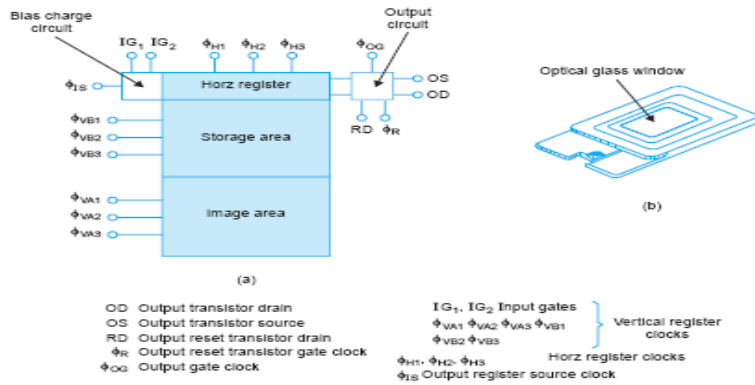 Bias charge
circuit
IG₁ IG₂
ϕH1 ϕH2 ϕH3
Output
circuit
ϕOG
ϕIS
Horz register
OS
OD
RD ϕR
ϕVB1
ϕVB2
ϕVB3
Storage area
ϕVA1
ϕVA2
ϕVA3
Image area
(a)
Optical glass window
(b)
OD Output transistor drain
OS Output transistor source
RD Output reset transistor drain
ϕR Output reset transistor gate clock
ϕOG Output gate clock
IG₁, IG₂ Input gates
ϕVA1 ϕVA2 ϕVA3 ϕVB1
ϕVB2 ϕVB3
Vertical register
clocks
ϕH1, ϕH2, ϕH3 Horz register clocks
ϕIS Output register source clock